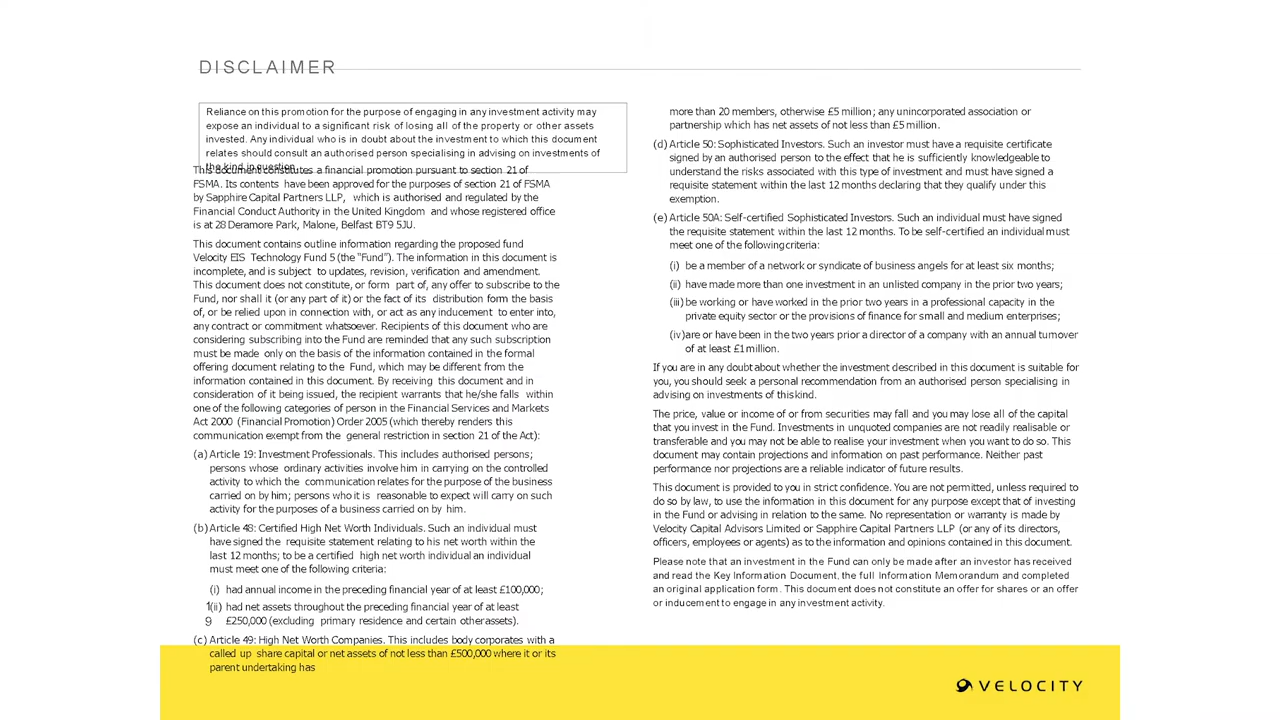 DISCLAIMER
Reliance on this promotion for the purpose of engaging in any investment activity may
expose an individual to a significant risk of losing all of the property or other assets
invested. Any individual who is in doubt about the investment to which this document
relates should consult an authorised person specialising in advising on investments of
the kind in question.
This document constitutes a financial promotion pursuant to section 21 of
FSMA. Its contents have been approved for the purposes of section 21 of FSMA
by Sapphire Capital Partners LLP, which is authorised and regulated by the
Financial Conduct Authority in the United Kingdom and whose registered office
is at 28 Deramore Park, Malone, Belfast BT9 5JU.
This document contains outline information regarding the proposed fund
Velocity EIS Technology Fund 5 (the “Fund”). The information in this document is
incomplete, and is subject to updates, revision, verification and amendment.
This document does not constitute, or form part of, any offer to subscribe to the
Fund, nor shall it (or any part of it) or the fact of its distribution form the basis
of, or be relied upon in connection with, or act as any inducement to enter into,
any contract or commitment whatsoever. Recipients of this document who are
considering subscribing into the Fund are reminded that any such subscription
must be made only on the basis of the information contained in the formal
offering document relating to the Fund, which may be different from the
information contained in this document. By receiving this document and in
consideration of it being issued, the recipient warrants that he/she falls within
one of the following categories of person in the Financial Services and Markets
Act 2000 (Financial Promotion) Order 2005 (which thereby renders this
communication exempt from the general restriction in section 21 of the Act):
(a) Article 19: Investment Professionals. This includes authorised persons;
persons whose ordinary activities involve him in carrying on the controlled
activity to which the communication relates for the purpose of the business
carried on by him; persons who it is reasonable to expect will carry on such
activity for the purposes of a business carried on by him.
(b) Article 48: Certified High Net Worth Individuals. Such an individual must
have signed the requisite statement relating to his net worth within the
last 12 months; to be a certified high net worth individual an individual
must meet one of the following criteria:
(i) had annual income in the preceding financial year of at least £100,000;
(ii) had net assets throughout the preceding financial year of at least
£250,000 (excluding primary residence and certain other assets).
19
(c) Article 49: High Net Worth Companies. This includes body corporates with a
called up share capital or net assets of not less than £500,000 where it or its
parent undertaking has
more than 20 members, otherwise £5 million; any unincorporated association or
partnership which has net assets of not less than £5 million.
(d) Article 50: Sophisticated Investors. Such an investor must have a requisite certificate
signed by an authorised person to the effect that he is sufficiently knowledgeable to
understand the risks associated with this type of investment and must have signed a
requisite statement within the last 12 months declaring that they qualify under this
exemption.
(e) Article 50A: Self-certified Sophisticated Investors. Such an individual must have signed
the requisite statement within the last 12 months. To be self-certified an individual must
meet one of the following criteria:
(i) be a member of a network or syndicate of business angels for at least six months;
(ii) have made more than one investment in an unlisted company in the prior two years;
(iii) be working or have worked in the prior two years in a professional capacity in the
private equity sector or the provisions of finance for small and medium enterprises;
(iv) are or have been in the two years prior a director of a company with an annual turnover
of at least £1 million.
If you are in any doubt about whether the investment described in this document is suitable for
you, you should seek a personal recommendation from an authorised person specialising in
advising on investments of this kind.
The price, value or income of or from securities may fall and you may lose all of the capital
that you invest in the Fund. Investments in unquoted companies are not readily realisable or
transferable and you may not be able to realise your investment when you want to do so. This
document may contain projections and information on past performance. Neither past
performance nor projections are a reliable indicator of future results.
This document is provided to you in strict confidence. You are not permitted, unless required to
do so by law, to use the information in this document for any purpose except that of investing
in the Fund or advising in relation to the same. No representation or warranty is made by
Velocity Capital Advisors Limited or Sapphire Capital Partners LLP (or any of its directors,
officers, employees or agents) as to the information and opinions contained in this document.
Please note that an investment in the Fund can only be made after an investor has received
and read the Key Information Document, the full Information Memorandum and completed
an original application form. This document does not constitute an offer for shares or an offer
or inducement to engage in any investment activity.
VELOCITY